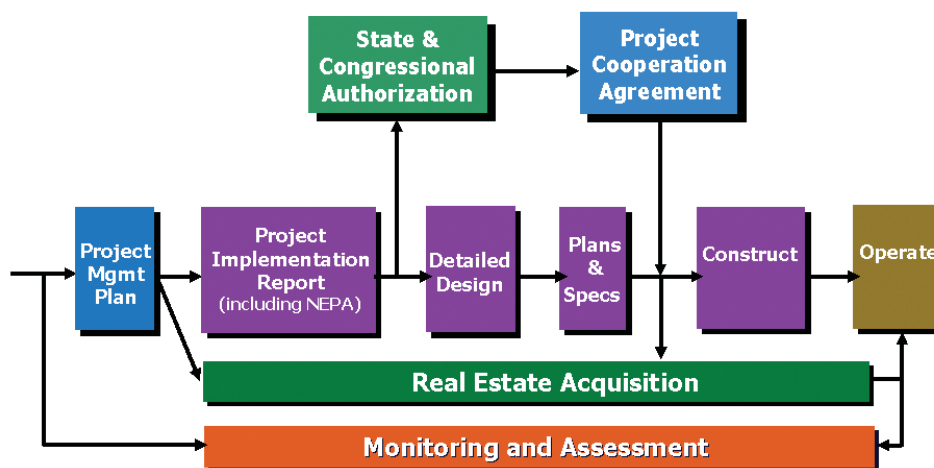 State &
Congressional
Authorization
Project
Cooperation
Agreement
Project
Mgmt
Plan
Project
Implementation
Report
(including NEPA)
Detailed
Design
Plans
&
Specs
Construct
Operate
Real Estate Acquisition
Monitoring and Assessment